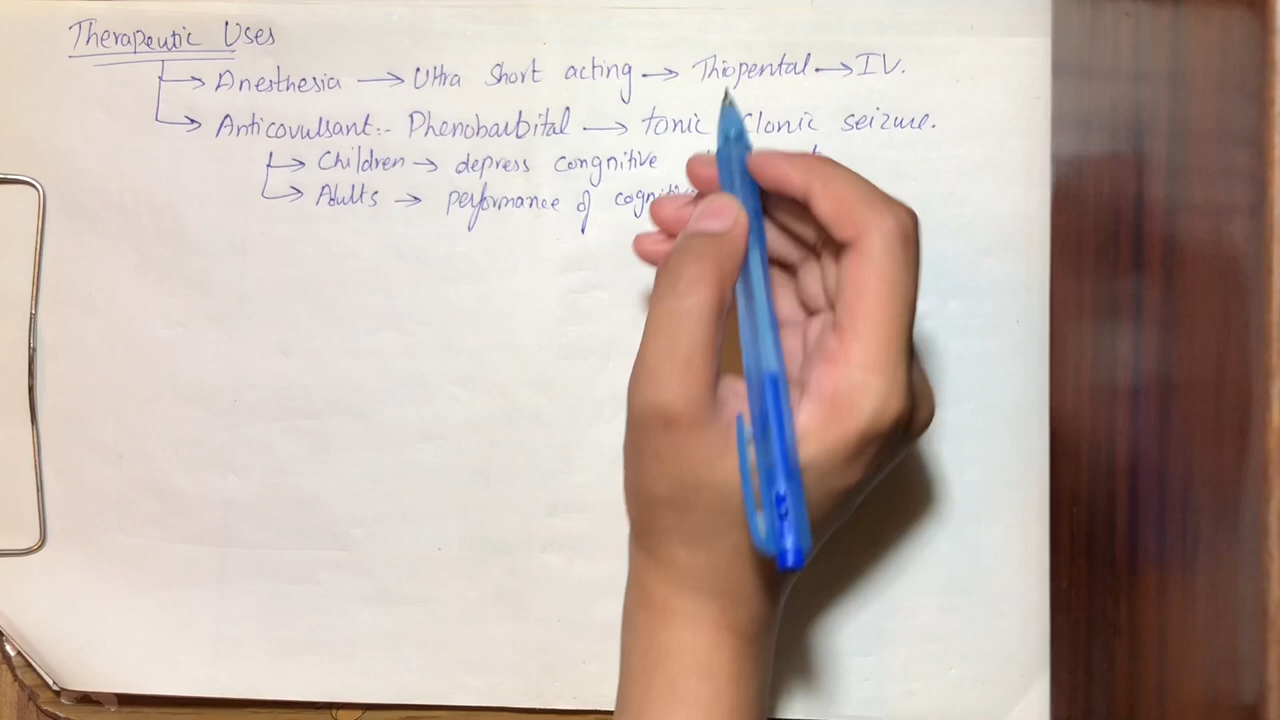 Therapeutic Uses
→ Anesthesia → Ultra Short acting → Thiopental → IV.
→ Anticovulsant:- Phenobarbital → tonic clonic seizure.
→ Children → depress congnitive
→ Adults → performance of